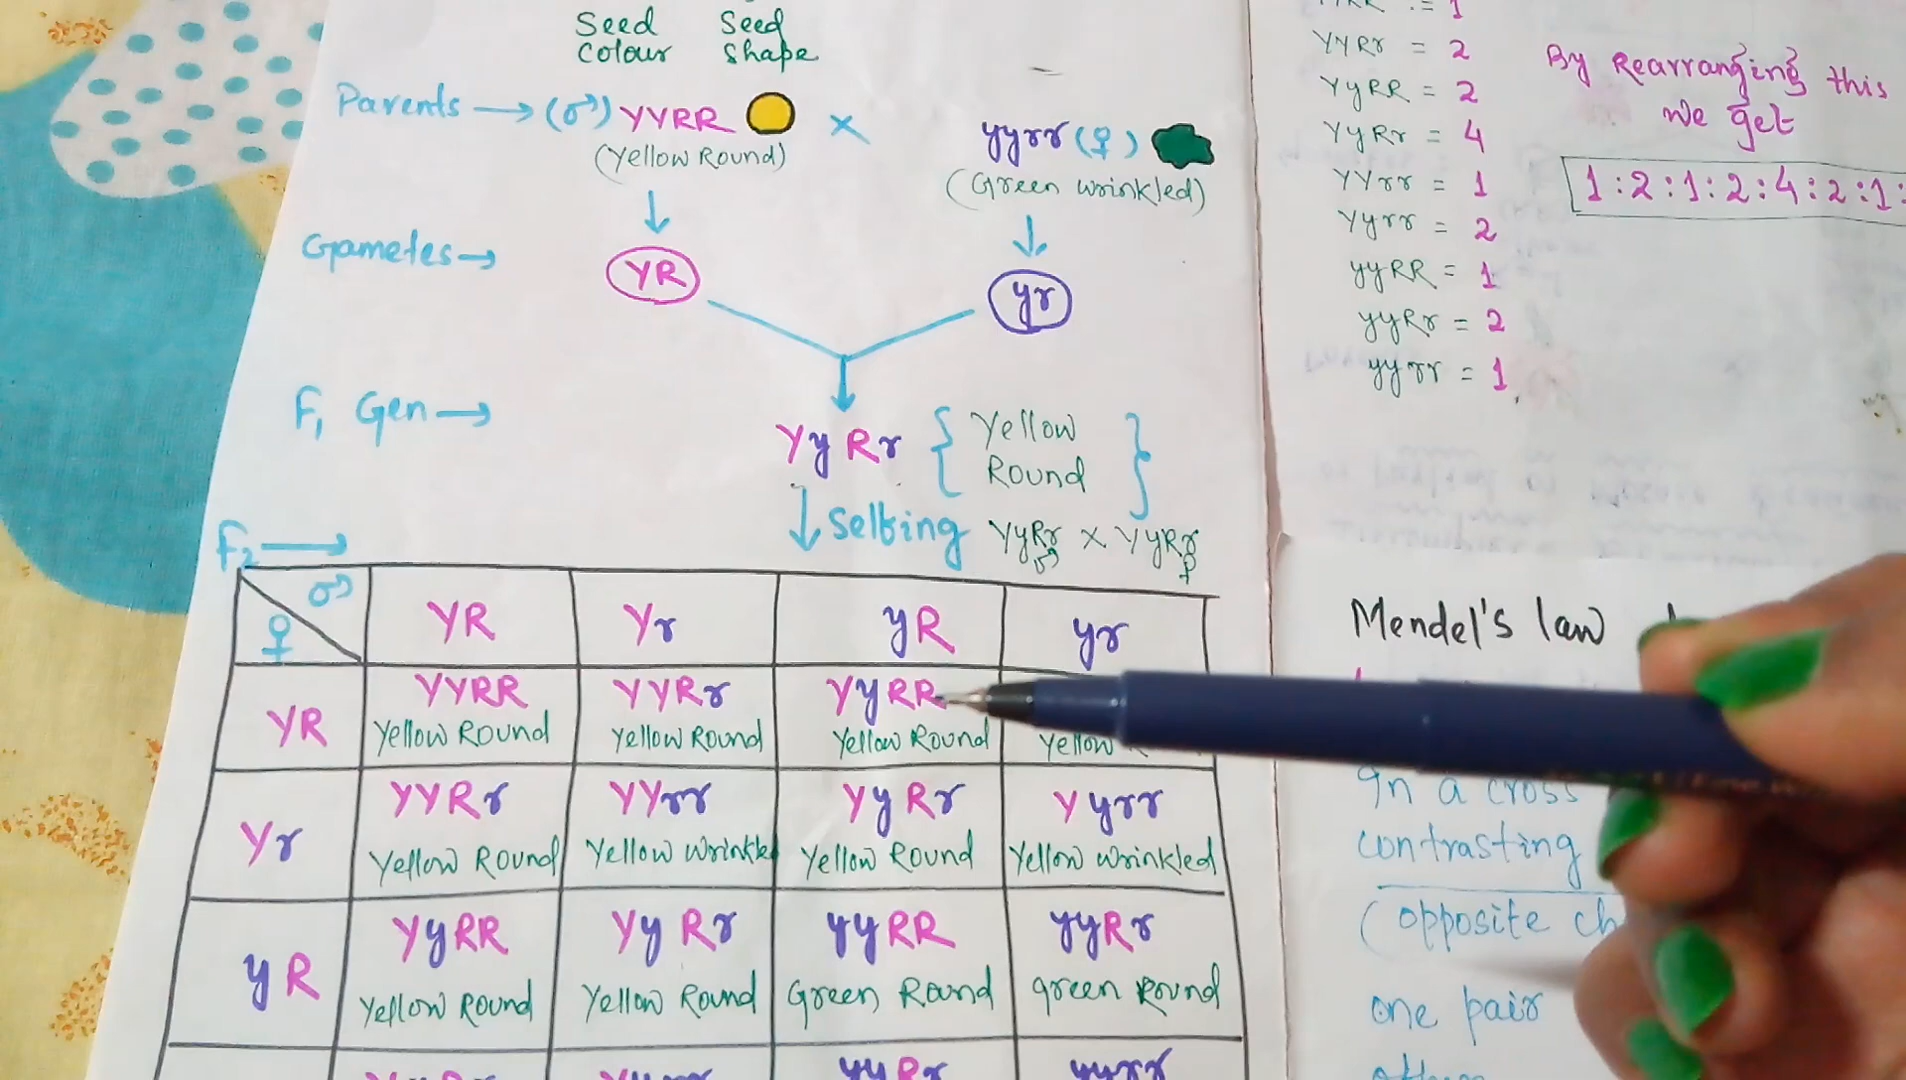 Seed Seed
Colour Shape
Parents → (♂) YYRR × yyrr (♀)
(Yellow Round) (Green wrinkled)
Gametes → YR yr
F1 Gen → YyRr { Yellow Round }
↓ Selfing YyRr ♂ × YyRr ♀
F2 →
♂ YR Yr yR yr
♀
YR YYRR YYRr YyRR
Yellow Round Yellow Round Yellow Round Yellow
Yr YYRr YYrr YyRr Yyrr
Yellow Round Yellow wrinkled Yellow Round Yellow wrinkled
yR YyRR YyRr yyRR yyRr
Yellow Round Yellow Round Green Round green Round
yyRr yyrr
YYRr = 2
YyRR = 2
YyRr = 4
YYrr = 1
Yyrr = 2
yyRR = 1
yyRr = 2
yyrr = 1
By Rearranging this
we get
1:2:1:2:4:2:1:
Mendel's law
In a cross
contrasting
(opposite ch
one pair